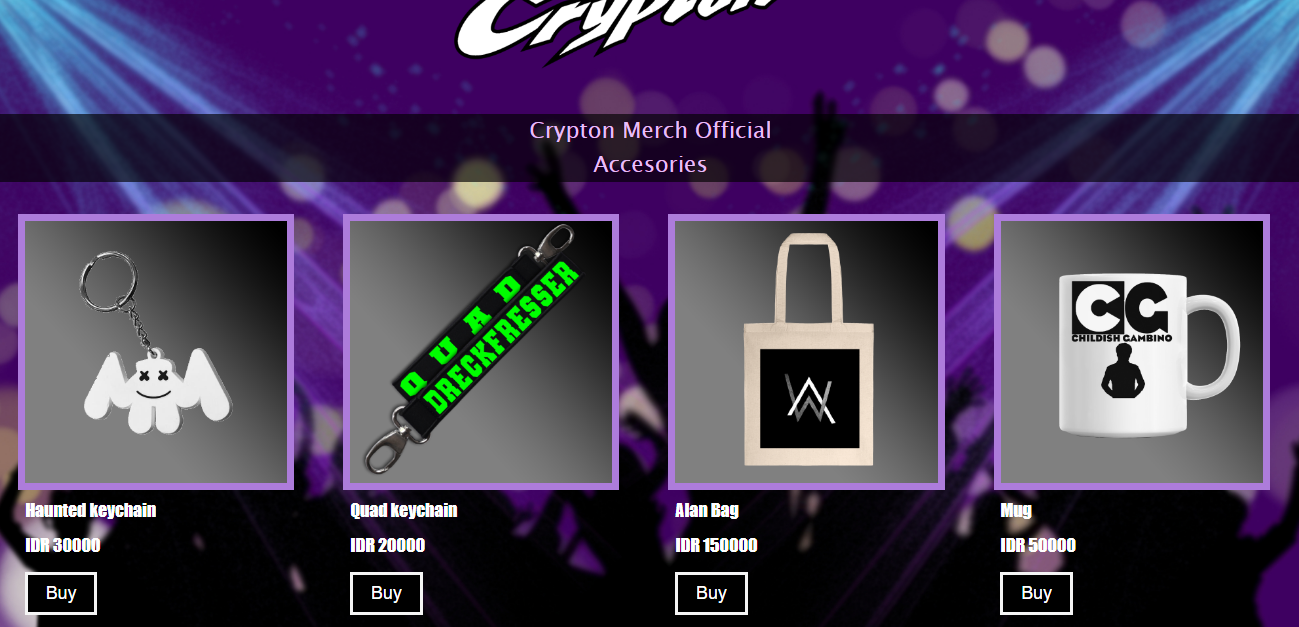 Crypton
Crypton Merch Official
Accesories
QUAD
DRECKFRESSER
CG
CHILDISH GAMBINO
Haunted keychain
Quad keychain
Alan Bag
Mug
IDR 30000
IDR 20000
IDR 150000
IDR 50000
Buy
Buy
Buy
Buy